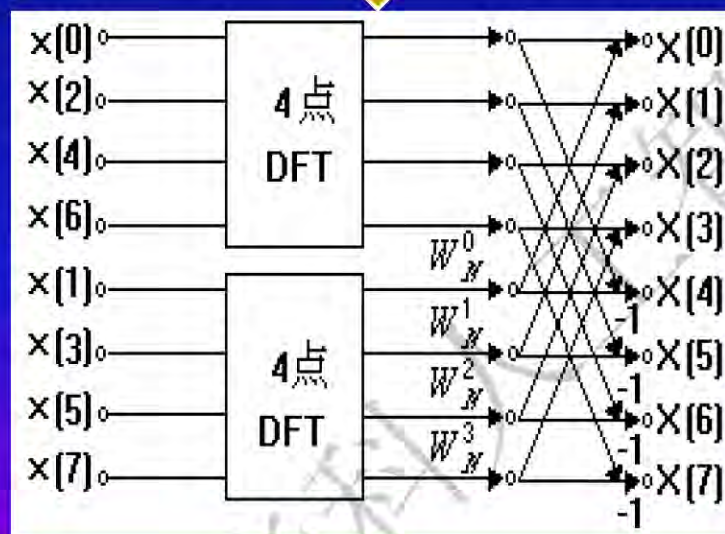 x(0)
x(2)
x(4)
x(6)
4点
DFT
x(1)
x(3)
x(5)
x(7)
4点
DFT
W_N^0
W_N^1
W_N^2
W_N^3
X(0)
X(1)
X(2)
X(3)
X(4)
-1
X(5)
-1
X(6)
-1
X(7)
-1